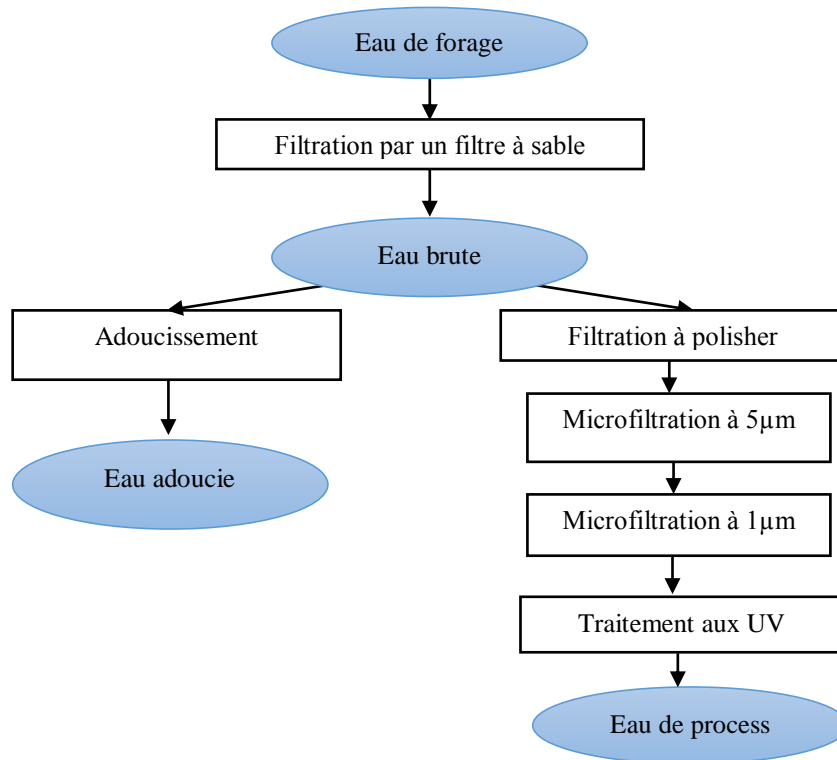 Eau de forage
Filtration par un filtre à sable
Eau brute
Adoucissement
Eau adoucie
Filtration à polisher
Microfiltration à 5µm
Microfiltration à 1µm
Traitement aux UV
Eau de process